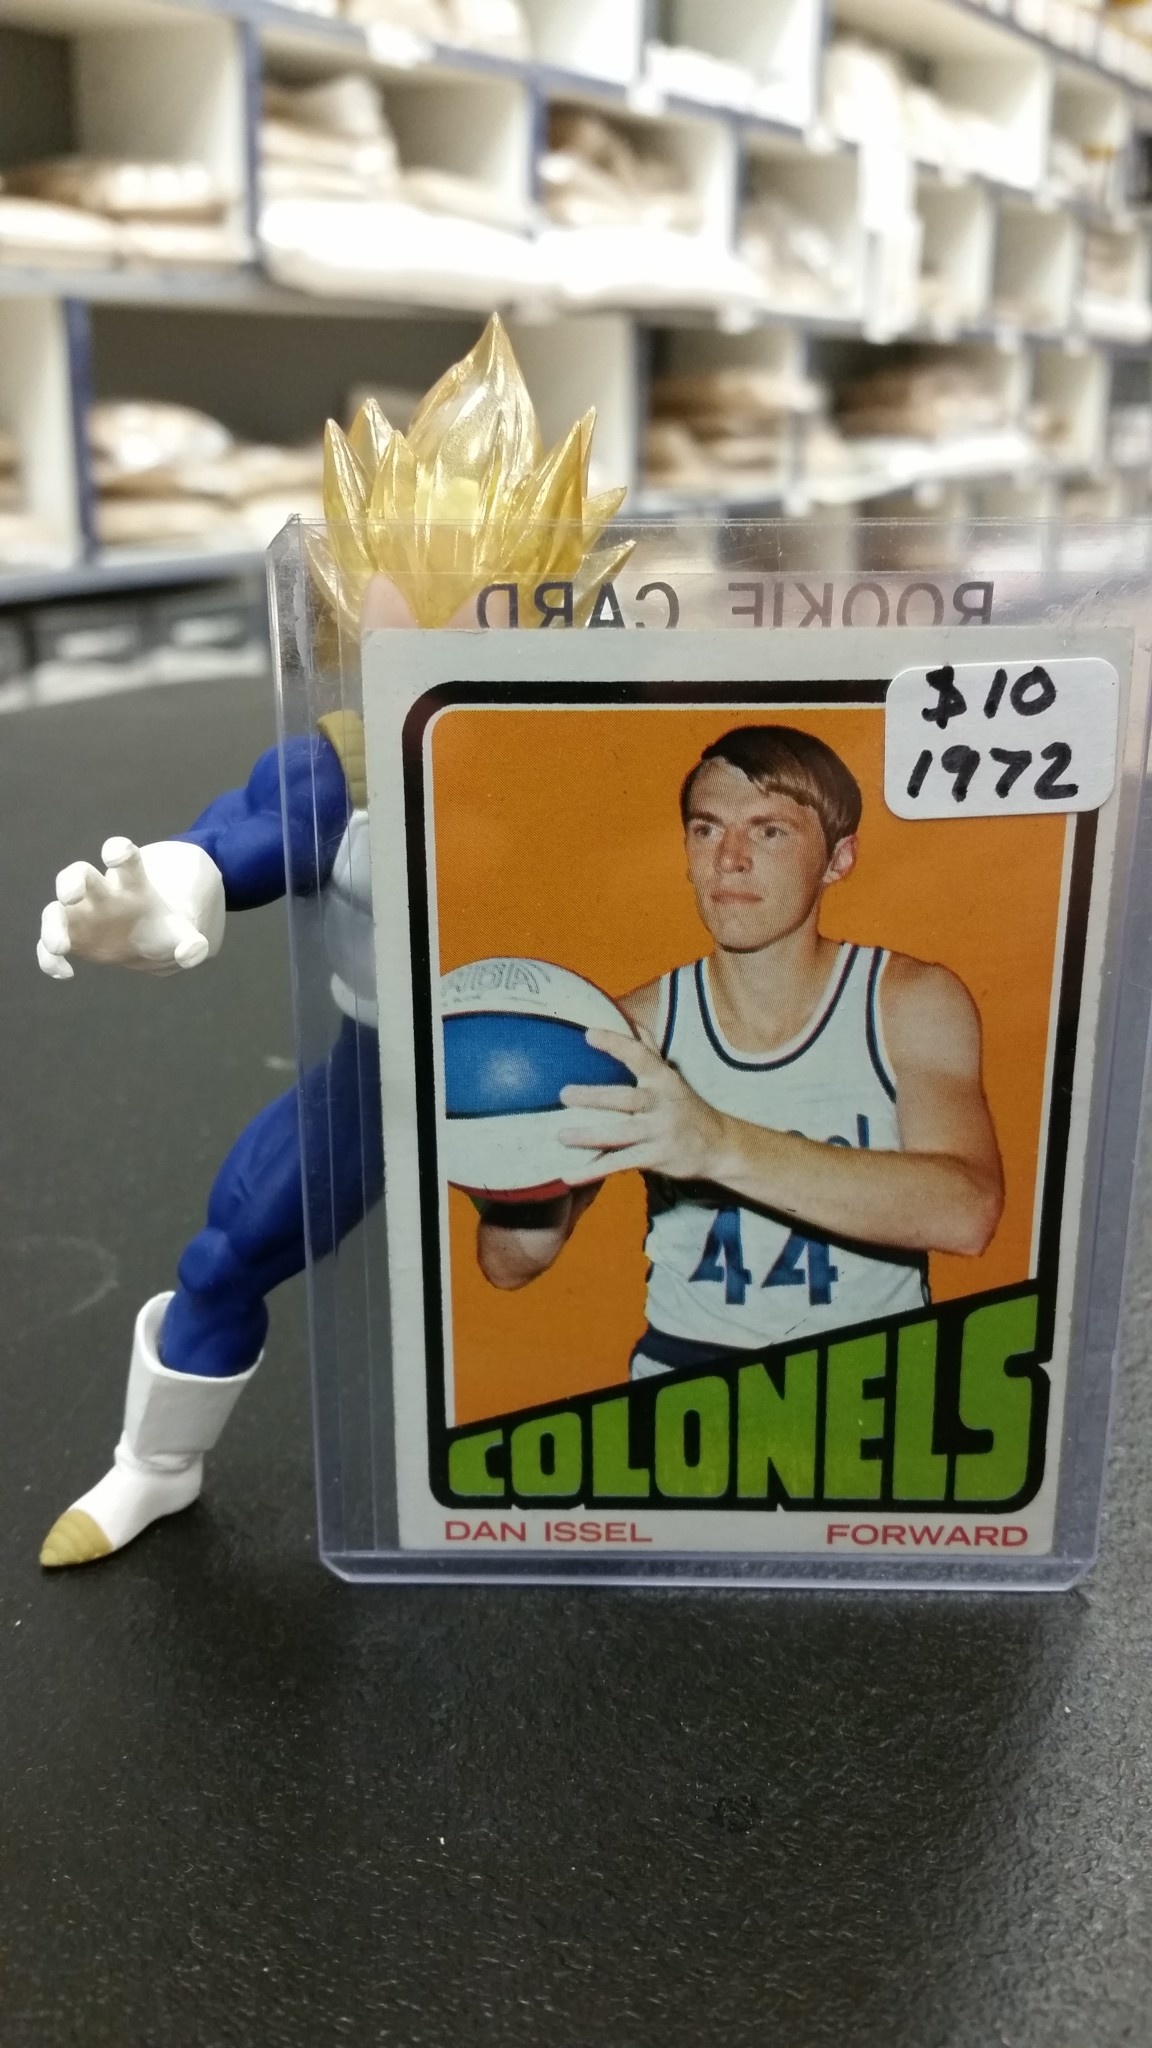 ROOKIE CARD
$10
1972
ABA
44
COLONELS
DAN ISSEL FORWARD